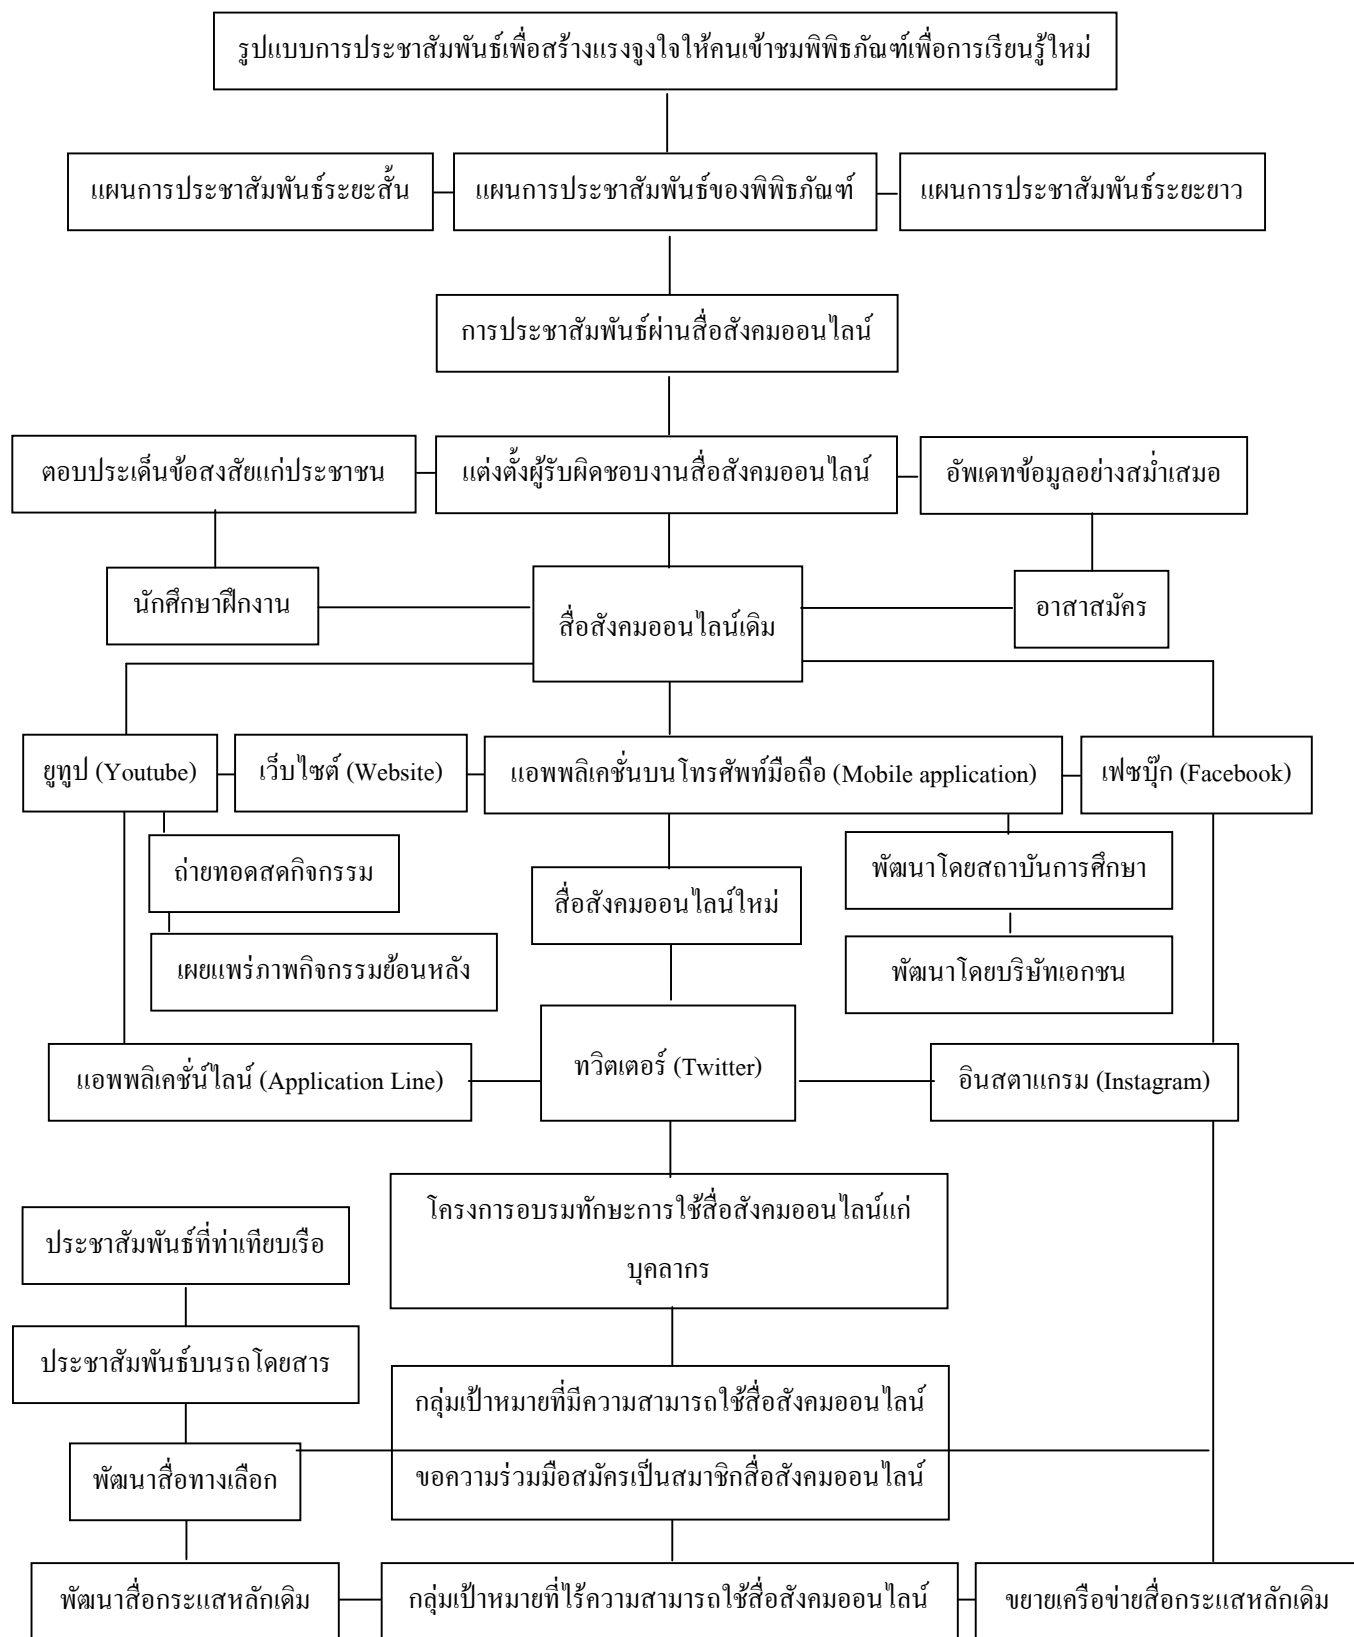 รูปแบบการประชาสัมพันธ์เพื่อสร้างแรงจูงใจให้คนเข้าชมพิพิธภัณฑ์เพื่อการเรียนรู้ใหม่
แผนการประชาสัมพันธ์ระยะสั้น
แผนการประชาสัมพันธ์ของพิพิธภัณฑ์
แผนการประชาสัมพันธ์ระยะยาว
การประชาสัมพันธ์ผ่านสื่อสังคมออนไลน์
ตอบประเด็นข้อสงสัยแก่ประชาชน
แต่งตั้งผู้รับผิดชอบงานสื่อสังคมออนไลน์
อัพเดทข้อมูลอย่างสม่ำเสมอ
นักศึกษาฝึกงาน
สื่อสังคมออนไลน์เดิม
อาสาสมัคร
ยูทูป (Youtube)
เว็บไซต์ (Website)
แอพพลิเคชั่นบนโทรศัพท์มือถือ (Mobile application)
เฟซบุ๊ก (Facebook)
ถ่ายทอดสดกิจกรรม
สื่อสังคมออนไลน์ใหม่
พัฒนาโดยสถาบันการศึกษา
เผยแพร่ภาพกิจกรรมย้อนหลัง
พัฒนาโดยบริษัทเอกชน
แอพพลิเคชั่นไลน์ (Application Line)
ทวิตเตอร์ (Twitter)
อินสตาแกรม (Instagram)
โครงการอบรมทักษะการใช้สื่อสังคมออนไลน์แก่
บุคลากร
ประชาสัมพันธ์ที่ท่าเทียบเรือ
ประชาสัมพันธ์บนรถโดยสาร
กลุ่มเป้าหมายที่มีความสามารถใช้สื่อสังคมออนไลน์
ขอความร่วมมือสมัครเป็นสมาชิกสื่อสังคมออนไลน์
พัฒนาสื่อทางเลือก
พัฒนาสื่อกระแสหลักเดิม
กลุ่มเป้าหมายที่ไร้ความสามารถใช้สื่อสังคมออนไลน์
ขยายเครือข่ายสื่อกระแสหลักเดิม